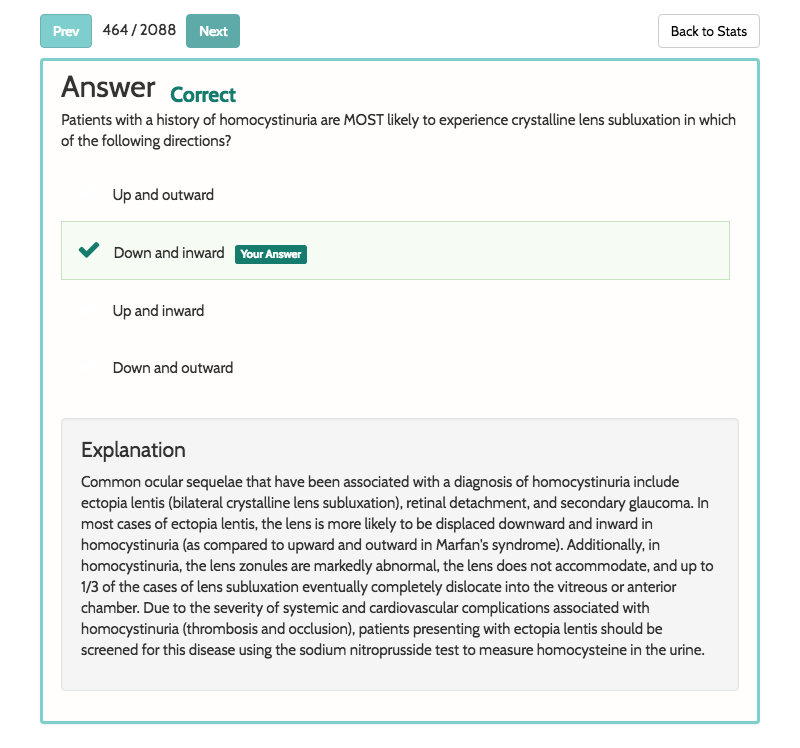 Prev 464 / 2088 Next Back to Stats
Answer Correct
Patients with a history of homocystinuria are MOST likely to experience crystalline lens subluxation in which
of the following directions?
Up and outward
Down and inward Your Answer
Up and inward
Down and outward
Explanation
Common ocular sequelae that have been associated with a diagnosis of homocystinuria include
ectopia lentis (bilateral crystalline lens subluxation), retinal detachment, and secondary glaucoma. In
most cases of ectopia lentis, the lens is more likely to be displaced downward and inward in
homocystinuria (as compared to upward and outward in Marfan's syndrome). Additionally, in
homocystinuria, the lens zonules are markedly abnormal, the lens does not accommodate, and up to
1/3 of the cases of lens subluxation eventually completely dislocate into the vitreous or anterior
chamber. Due to the severity of systemic and cardiovascular complications associated with
homocystinuria (thrombosis and occlusion), patients presenting with ectopia lentis should be
screened for this disease using the sodium nitroprusside test to measure homocysteine in the urine.